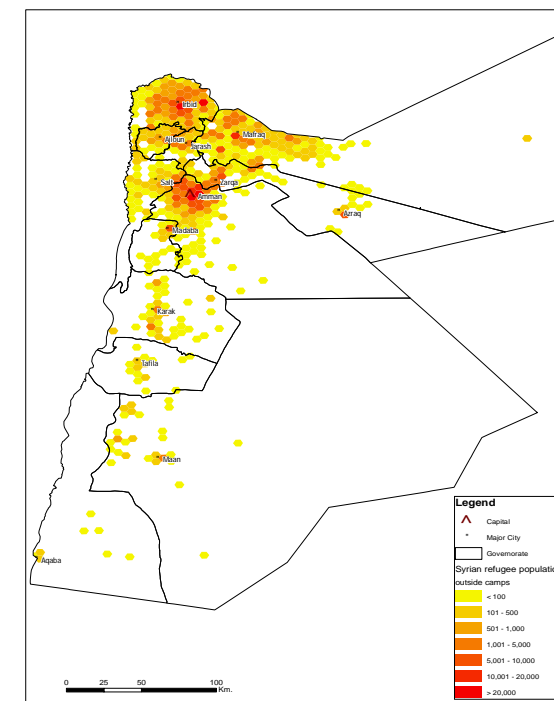 Irbid
Ajloun
Jarash
Mafraq
Salt
Zarqa
Amman
Azraq
Madaba
Karak
Tafila
Maan
Aqaba
Legend
Capital
Major City
Governorate
Syrian refugee population
outside camps
< 100
101 - 500
501 - 1,000
1,001 - 5,000
5,001 - 10,000
10,001 - 20,000
> 20,000
0 25 50 100
Km.